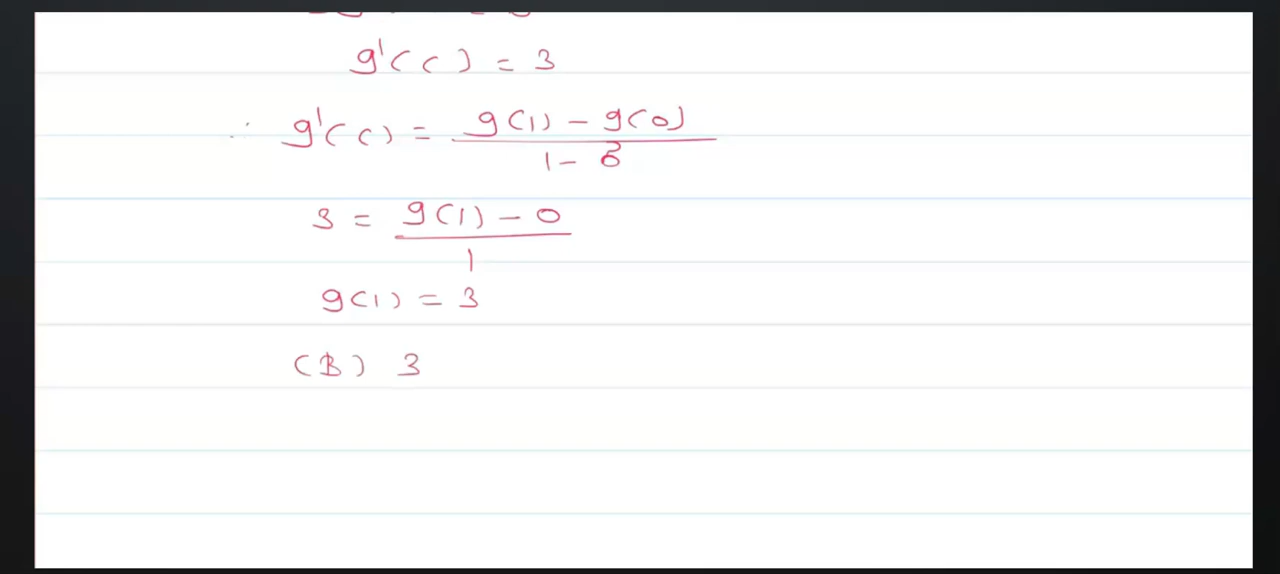 g'(c) = 3
∴ g'(c) = g(1) - g(0) / 1 - 0
3 = g(1) - 0 / 1
g(1) = 3
(B) 3